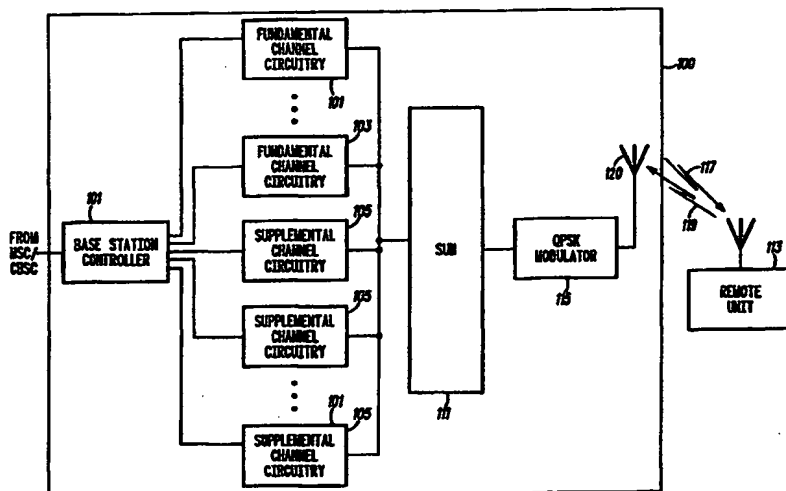 FUNDAMENTAL
CHANNEL
CIRCUITRY
101
100
103
FUNDAMENTAL
CHANNEL
CIRCUITRY
120
117
119
101
BASE STATION
CONTROLLER
FROM
MSC/
CBSC
105
SUPPLEMENTAL
CHANNEL
CIRCUITRY
SUM
QPSK
MODULATOR
115
113
REMOTE
UNIT
105
SUPPLEMENTAL
CHANNEL
CIRCUITRY
101
105
SUPPLEMENTAL
CHANNEL
CIRCUITRY
111